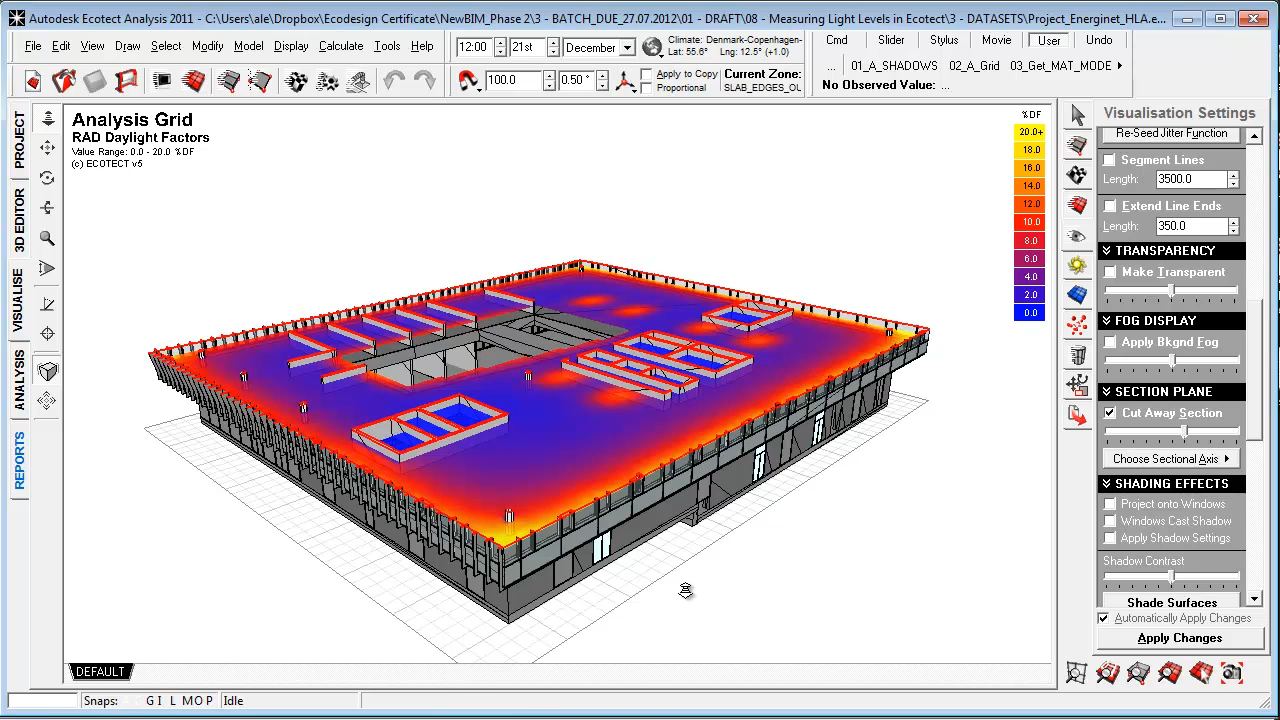 Autodesk Ecotect Analysis 2011 - C:\Users\ale\Dropbox\Ecodesign Certificate\NewBIM_Phase 2\3 - BATCH_DUE_27.07.2012\01 - DRAFT\08 - Measuring Light Levels in Ecotect\3 - DATASETS\Project_Energinet_HLA.e...
File Edit View Draw Select Modify Model Display Calculate Tools Help
12:00 21st December
Climate: Denmark-Copenhagen-
Lat: 55.6° Lng: 12.5° (+1.0)
Cmd Slider Stylus Movie User Undo
... 01_A_SHADOWS 02_A_Grid 03_Get_MAT_MODE
100.0 0.50°
Apply to Copy
Proportional
Current Zone:
SLAB_EDGES_OL
No Observed Value: ...
PROJECT
3D EDITOR
VISUALISE
ANALYSIS
REPORTS
Analysis Grid
RAD Daylight Factors
Value Range: 0.0 - 20.0 %DF
(c) ECOTECT v5
%DF
20.0+
18.0
16.0
14.0
12.0
10.0
8.0
6.0
4.0
2.0
0.0
Visualisation Settings
Re-Seed Jitter Function
Segment Lines
Length: 3500.0
Extend Line Ends
Length: 350.0
TRANSPARENCY
Make Transparent
FOG DISPLAY
Apply Bkgnd Fog
SECTION PLANE
Cut Away Section
Choose Sectional Axis
SHADING EFFECTS
Project onto Windows
Windows Cast Shadow
Apply Shadow Settings
Shadow Contrast
Shade Surfaces
Automatically Apply Changes
Apply Changes
DEFAULT
Snaps: G I L M O P Idle